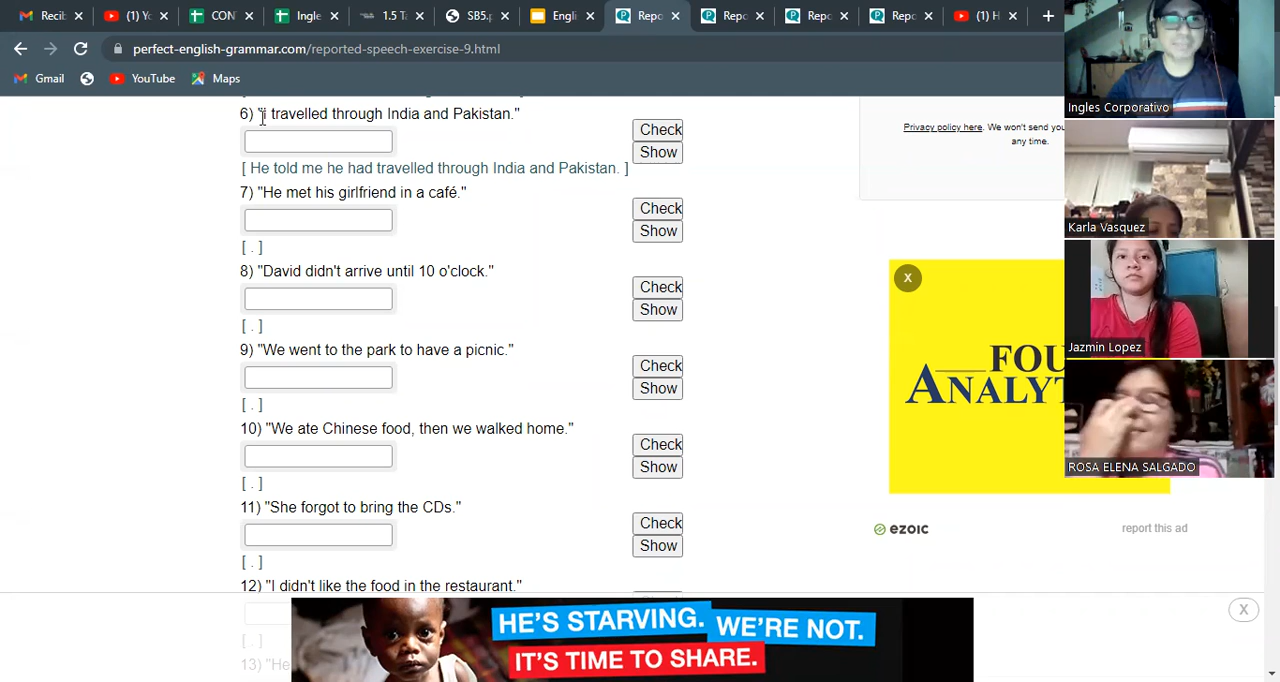 Recib
(1) Yo
CON
Ingle
1.5 Ta
SB5.p
Engli
Repo
Repo
Repo
Repo
(1) H
perfect-english-grammar.com/reported-speech-exercise-9.html
Gmail
YouTube
Maps
6) "i travelled through India and Pakistan."
Check
Show
[ He told me he had travelled through India and Pakistan. ]
7) "He met his girlfriend in a café."
Check
Show
[ . ]
8) "David didn't arrive until 10 o'clock."
Check
Show
[ . ]
9) "We went to the park to have a picnic."
Check
Show
[ . ]
10) "We ate Chinese food, then we walked home."
Check
Show
[ . ]
11) "She forgot to bring the CDs."
Check
Show
[ . ]
12) "I didn't like the food in the restaurant."
[ . ]
13) "He
Privacy policy here. We won't send you
any time.
X
FOU
ANALYT
ezoic
report this ad
HE'S STARVING. WE'RE NOT.
IT'S TIME TO SHARE.
X
Ingles Corporativo
Karla Vasquez
Jazmin Lopez
ROSA ELENA SALGADO